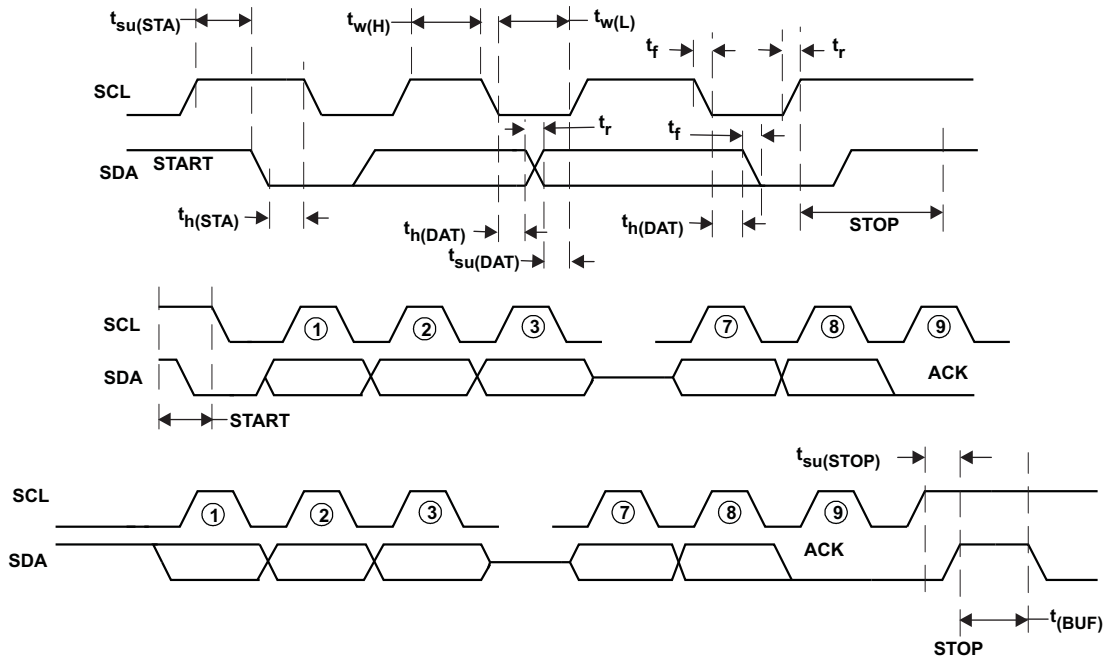 tsu(STA)
tw(H)
tw(L)
tf
tr
SCL
tr
tf
START
SDA
th(STA)
th(DAT)
th(DAT)
STOP
tsu(DAT)
SCL
1
2
3
7
8
9
SDA
ACK
START
tsu(STOP)
SCL
1
2
3
7
8
9
ACK
SDA
t(BUF)
STOP